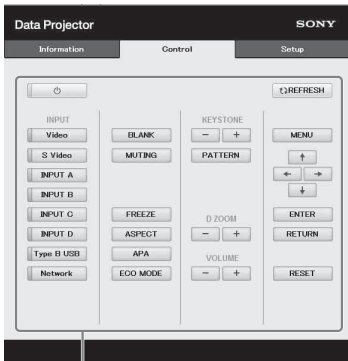 Data Projector
SONY
Information
Control
Setup
REFRESH
INPUT
Video
S Video
INPUT A
INPUT B
INPUT C
INPUT D
Type B USB
Network
BLANK
MUTING
FREEZE
ASPECT
APA
ECO MODE
KEYSTONE
- +
PATTERN
D ZOOM
- +
VOLUME
- +
MENU
ENTER
RETURN
RESET